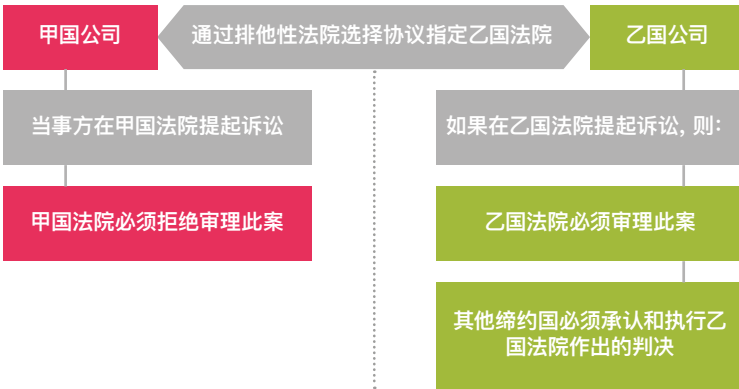 甲国公司
通过排他性法院选择协议指定乙国法院
乙国公司
当事方在甲国法院提起诉讼
如果在乙国法院提起诉讼, 则:
甲国法院必须拒绝审理此案
乙国法院必须审理此案
其他缔约国必须承认和执行乙
国法院作出的判决